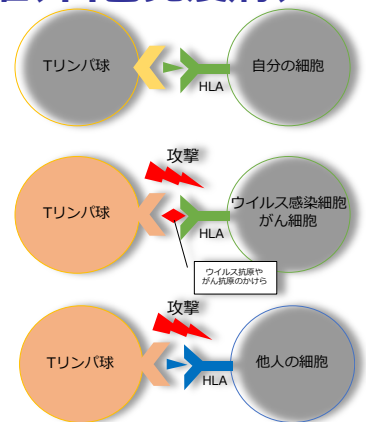 Tリンパ球
自分の細胞
HLA
攻撃
Tリンパ球
ウイルス感染細胞
がん細胞
HLA
ウイルス抗原や
がん抗原のかけら
攻撃
Tリンパ球
他人の細胞
HLA